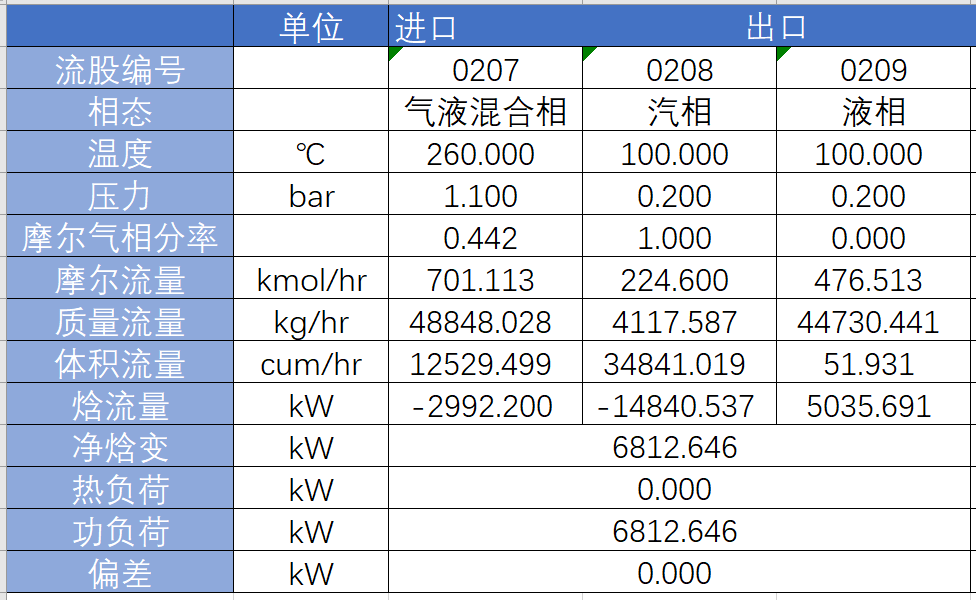 单位 进口 出口
流股编号 0207 0208 0209
相态 气液混合相 汽相 液相
温度 ℃ 260.000 100.000 100.000
压力 bar 1.100 0.200 0.200
摩尔气相分率 0.442 1.000 0.000
摩尔流量 kmol/hr 701.113 224.600 476.513
质量流量 kg/hr 48848.028 4117.587 44730.441
体积流量 cum/hr 12529.499 34841.019 51.931
焓流量 kW -2992.200 -14840.537 5035.691
净焓变 kW 6812.646
热负荷 kW 0.000
功负荷 kW 6812.646
偏差 kW 0.000